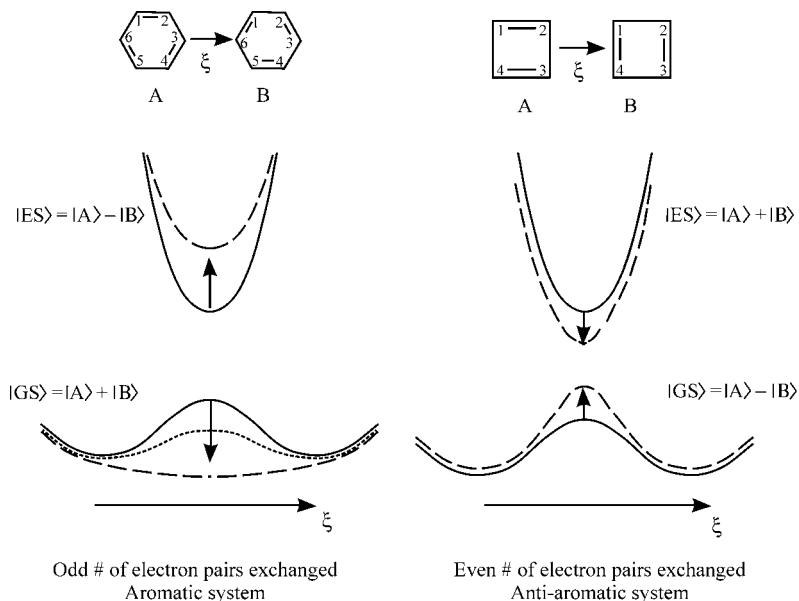 1 2
6 3
5 4
ξ
1 2
6 3
5 4
A
B
1 2
4 3
ξ
1 2
4 3
A
B
|ES⟩ = |A⟩ − |B⟩
|ES⟩ = |A⟩ + |B⟩
|GS⟩ = |A⟩ + |B⟩
|GS⟩ = |A⟩ − |B⟩
ξ
ξ
Odd # of electron pairs exchanged
Aromatic system
Even # of electron pairs exchanged
Anti-aromatic system